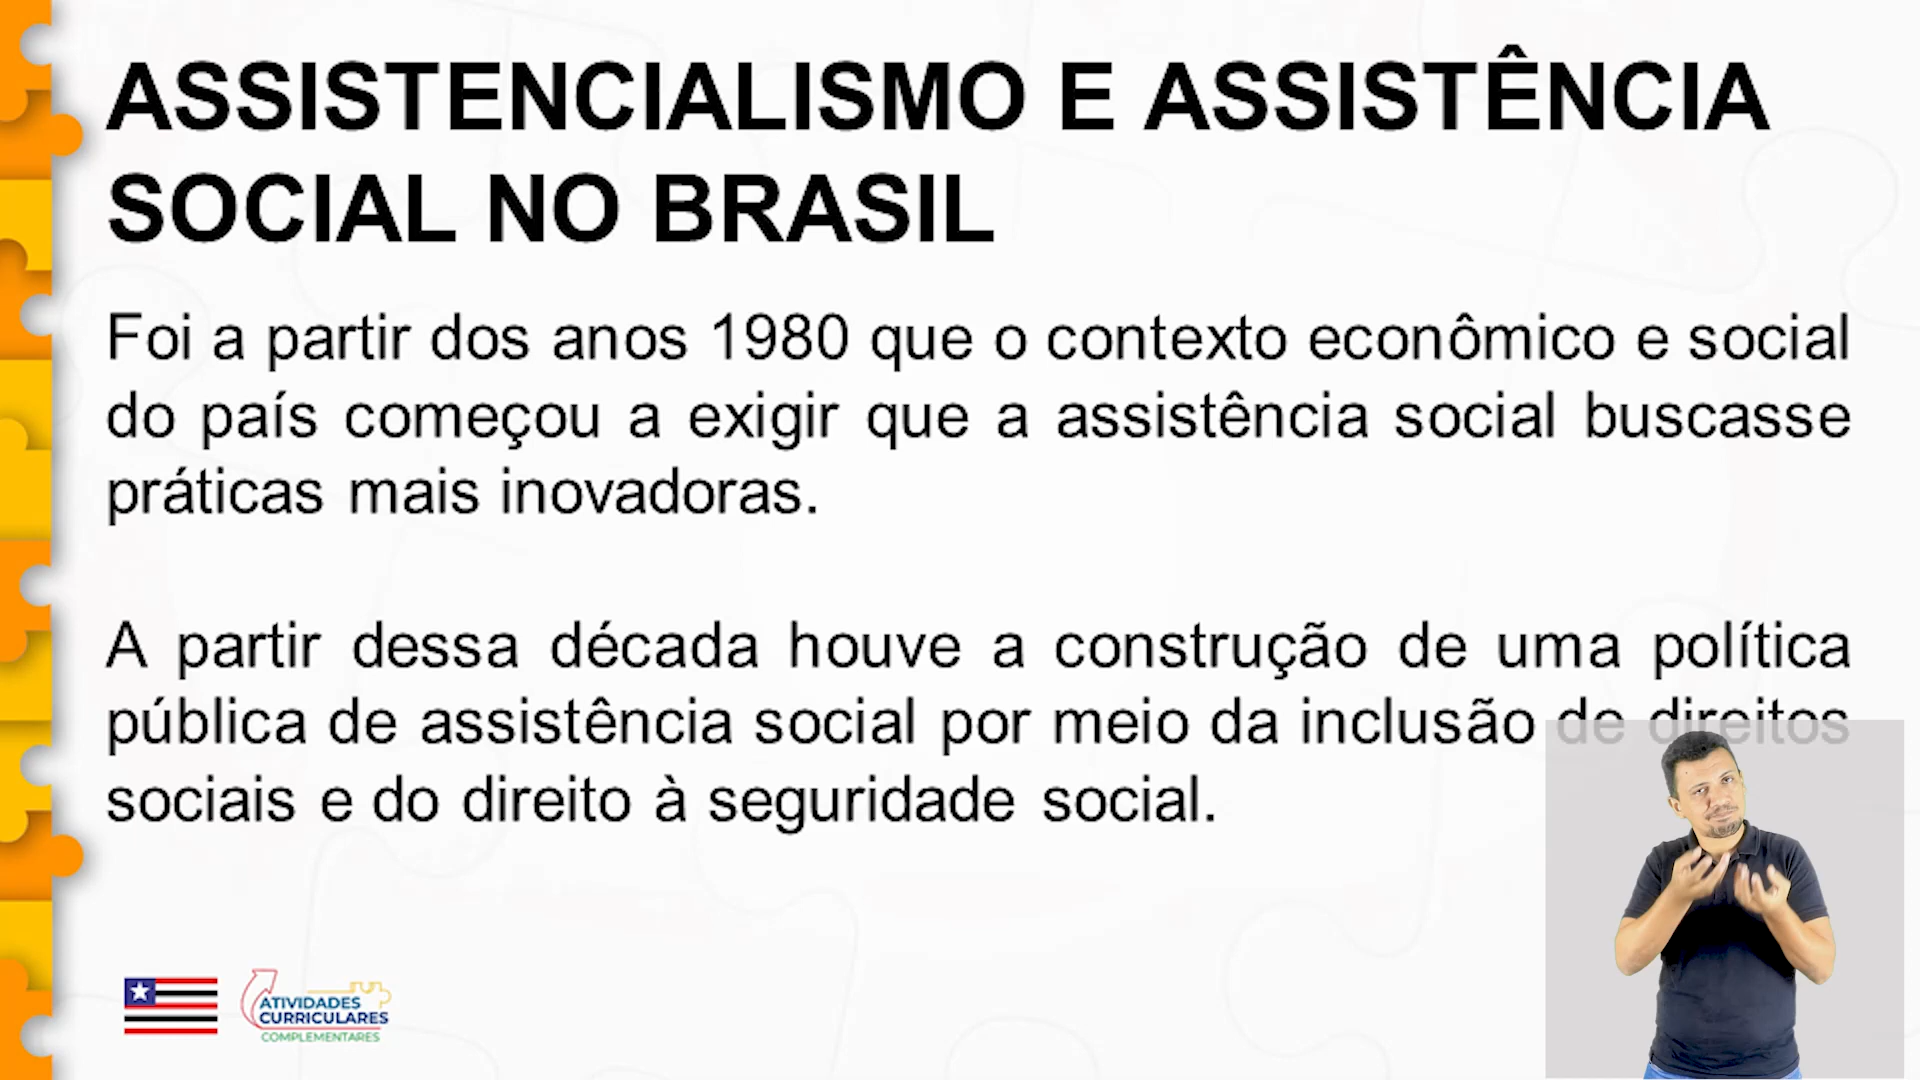 ASSISTENCIALISMO E ASSISTÊNCIA
SOCIAL NO BRASIL
Foi a partir dos anos 1980 que o contexto econômico e social
do país começou a exigir que a assistência social buscasse
práticas mais inovadoras.
A partir dessa década houve a construção de uma política
pública de assistência social por meio da inclusão de direitos
sociais e do direito à seguridade social.
ATIVIDADES
CURRICULARES
COMPLEMENTARES